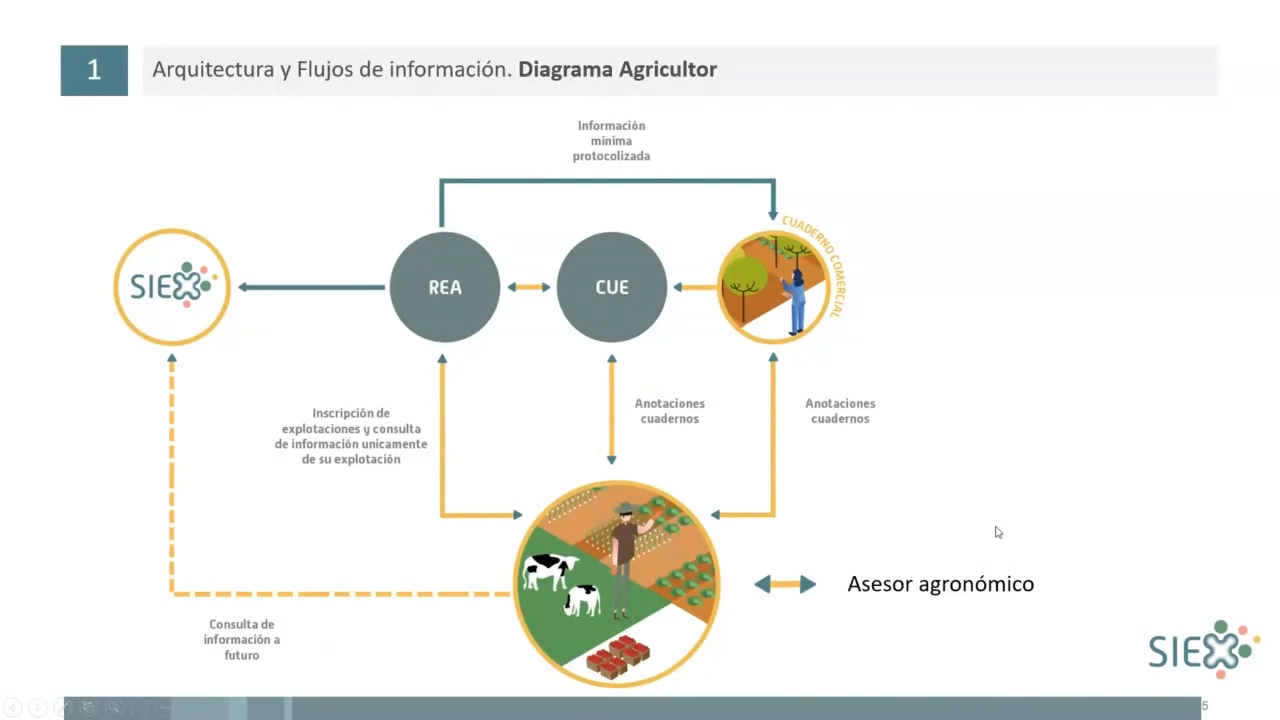 1
Arquitectura y Flujos de información. Diagrama Agricultor
Información
mínima
protocolizada
CUADERNO COMERCIAL
SIEX
REA
CUE
Inscripción de
explotaciones y consulta
de información unicamente
de su explotación
Anotaciones
cuadernos
Anotaciones
cuadernos
Asesor agronómico
Consulta de
información a
futuro
SIEX
5